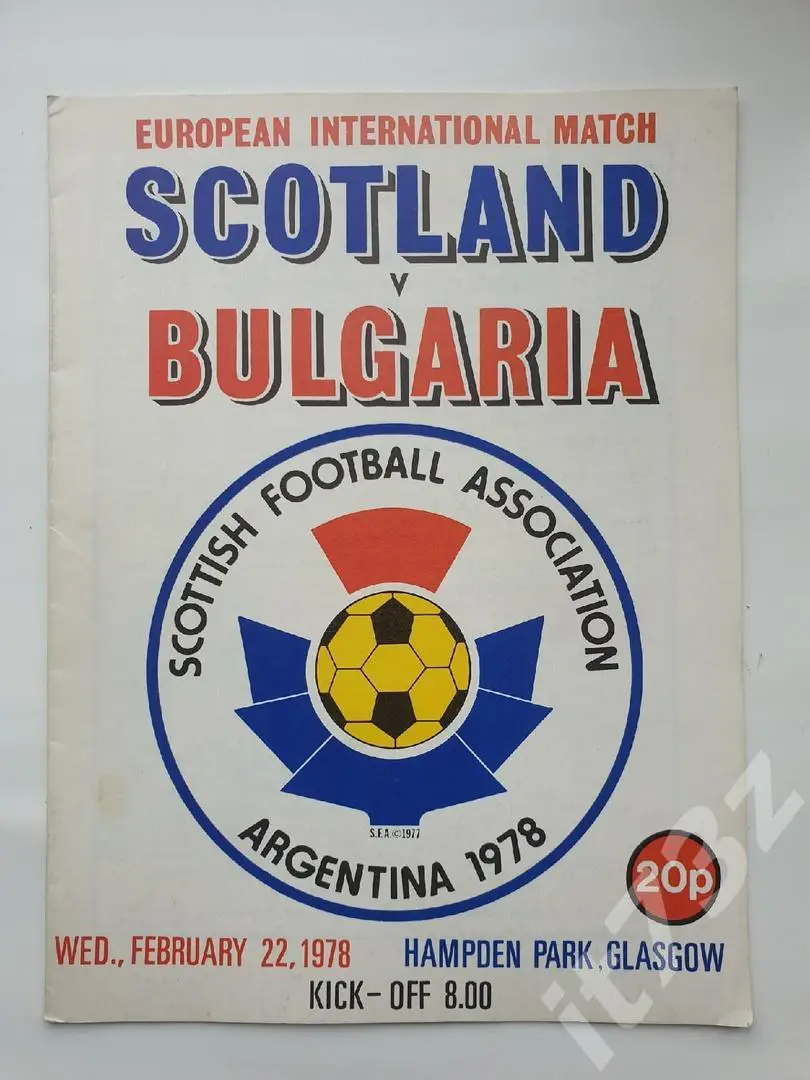 EUROPEAN INTERNATIONAL MATCH
SCOTLAND
V
BULGARIA
SCOTTISH FOOTBALL ASSOCIATION
S.F.A.©1977
ARGENTINA 1978
20p
WED., FEBRUARY 22, 1978 HAMPDEN PARK, GLASGOW
KICK-OFF 8.00
it73z